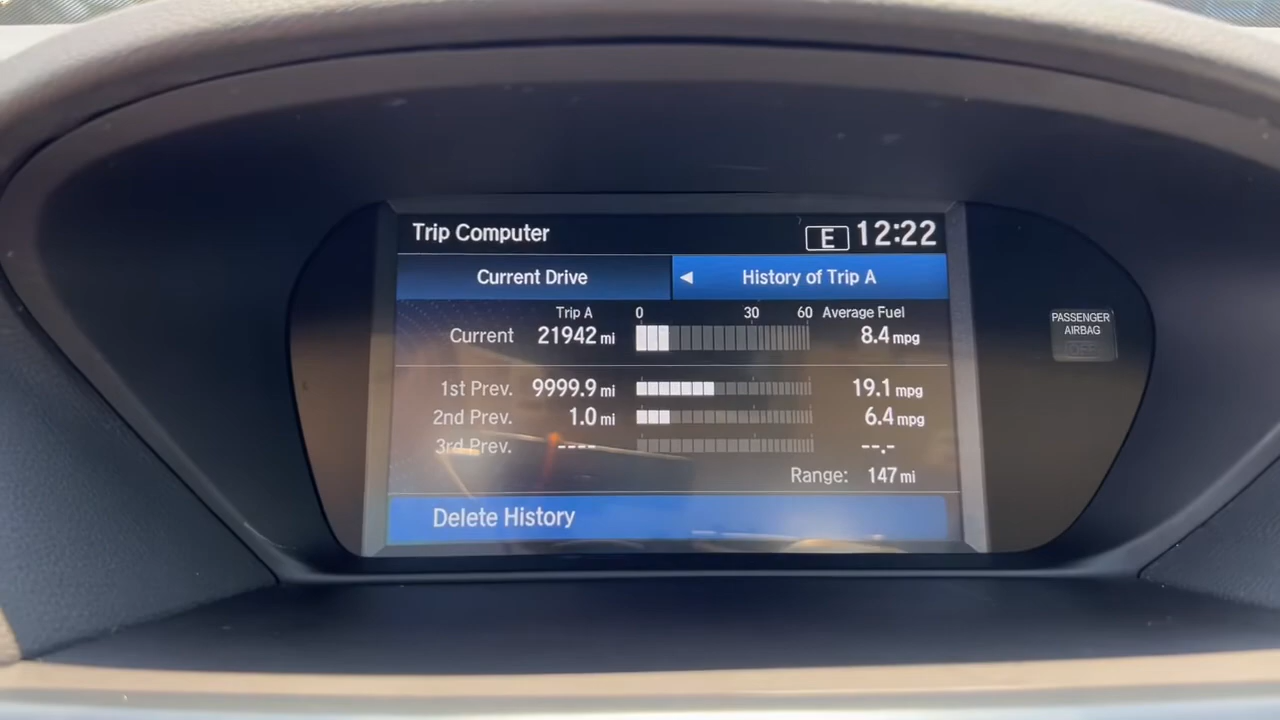 Trip Computer E 12:22
Current Drive ◄ History of Trip A
Trip A 0 30 60 Average Fuel
Current 21942 mi 8.4 mpg
1st Prev. 9999.9 mi 19.1 mpg
2nd Prev. 1.0 mi 6.4 mpg
3rd Prev. ---- --.-
Range: 147 mi
Delete History
PASSENGER
AIRBAG
OFF